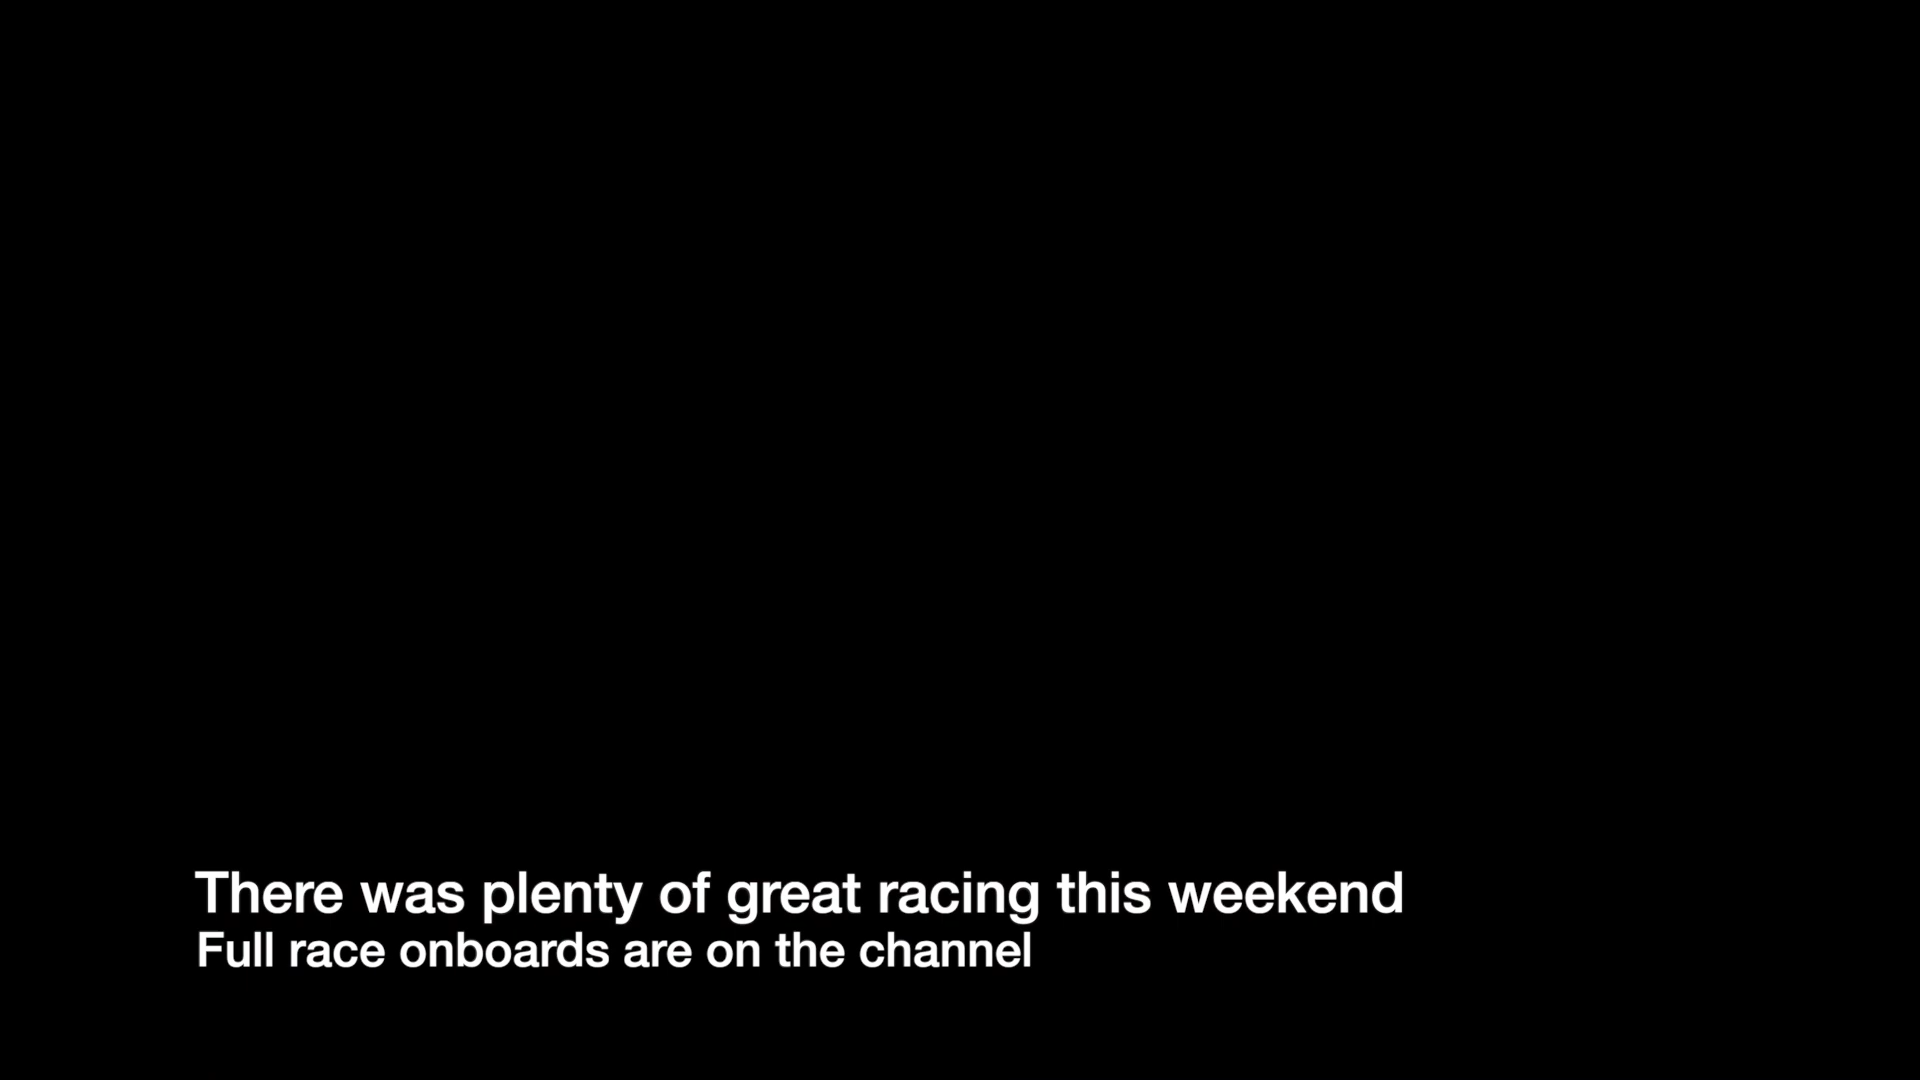 There was plenty of great racing this weekend
Full race onboards are on the channel